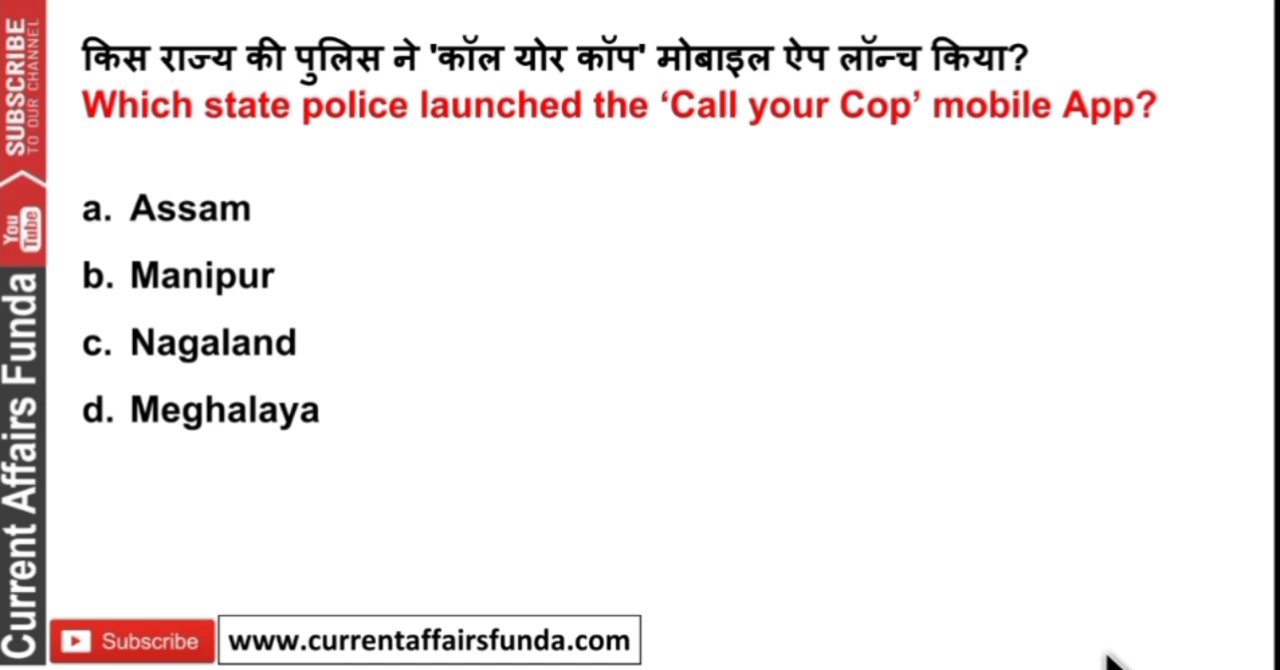 किस राज्य की पुलिस ने 'कॉल योर कॉप' मोबाइल ऐप लॉन्च किया?
Which state police launched the ‘Call your Cop’ mobile App?
a. Assam
b. Manipur
c. Nagaland
d. Meghalaya
Current Affairs Funda
You Tube
SUBSCRIBE
TO OUR CHANNEL
Subscribe
www.currentaffairsfunda.com